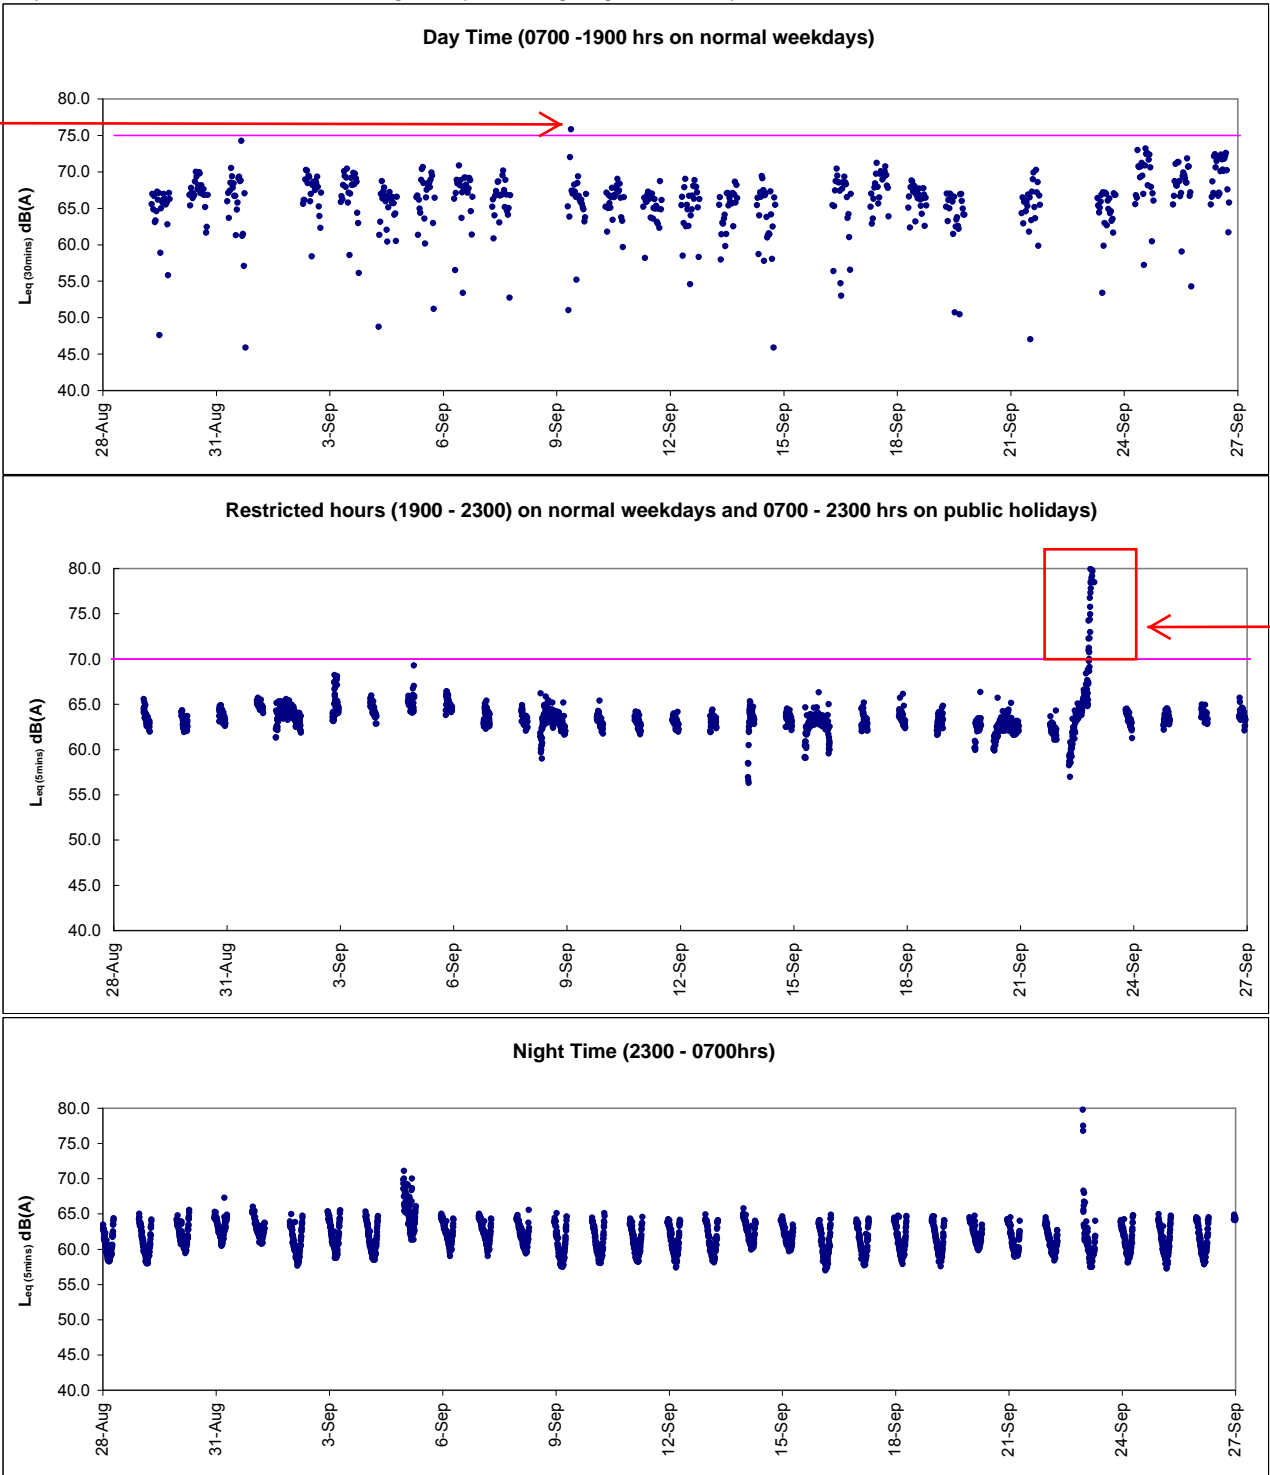 Day Time (0700 -1900 hrs on normal weekdays)
80.0
75.0
70.0
65.0
60.0
55.0
50.0
45.0
40.0
Leq (30mins) dB(A)
28-Aug
31-Aug
3-Sep
6-Sep
9-Sep
12-Sep
15-Sep
18-Sep
21-Sep
24-Sep
27-Sep
Restricted hours (1900 - 2300) on normal weekdays and 0700 - 2300 hrs on public holidays)
80.0
75.0
70.0
65.0
60.0
55.0
50.0
45.0
40.0
Leq (5mins) dB(A)
28-Aug
31-Aug
3-Sep
6-Sep
9-Sep
12-Sep
15-Sep
18-Sep
21-Sep
24-Sep
27-Sep
Night Time (2300 - 0700hrs)
80.0
75.0
70.0
65.0
60.0
55.0
50.0
45.0
40.0
Leq (5mins) dB(A)
28-Aug
31-Aug
3-Sep
6-Sep
9-Sep
12-Sep
15-Sep
18-Sep
21-Sep
24-Sep
27-Sep